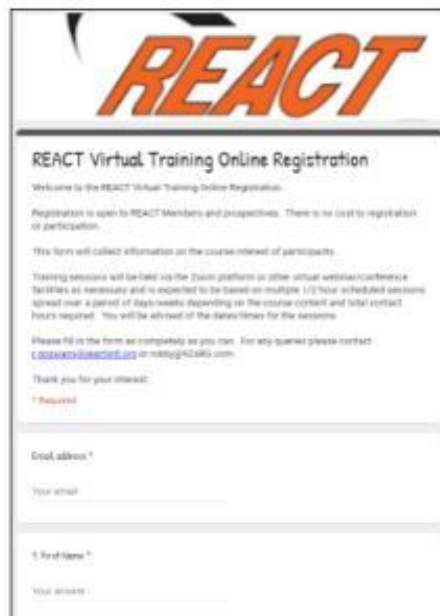 REACT
REACT Virtual Training Online Registration
Welcome to the REACT Virtual Training Online Registration.
Registration is open to REACT Members and prospectives. There is no cost to registration
or participation.
This form will collect information on the course interest of participants.
Training sessions will be held via the Zoom platform or other virtual webinar/conference
facilities as necessary and is expected to be based on multiple 1/2 hour scheduled sessions
spread over a period of days/weeks depending on the course content and total contact
hours required. You will be advised of the dates/times for the sessions.
Please fill in the form as completely as you can. For any queries please contact
or
Thank you for your interest.
* Required
Email address *
Your email
1. First Name *
Your answer